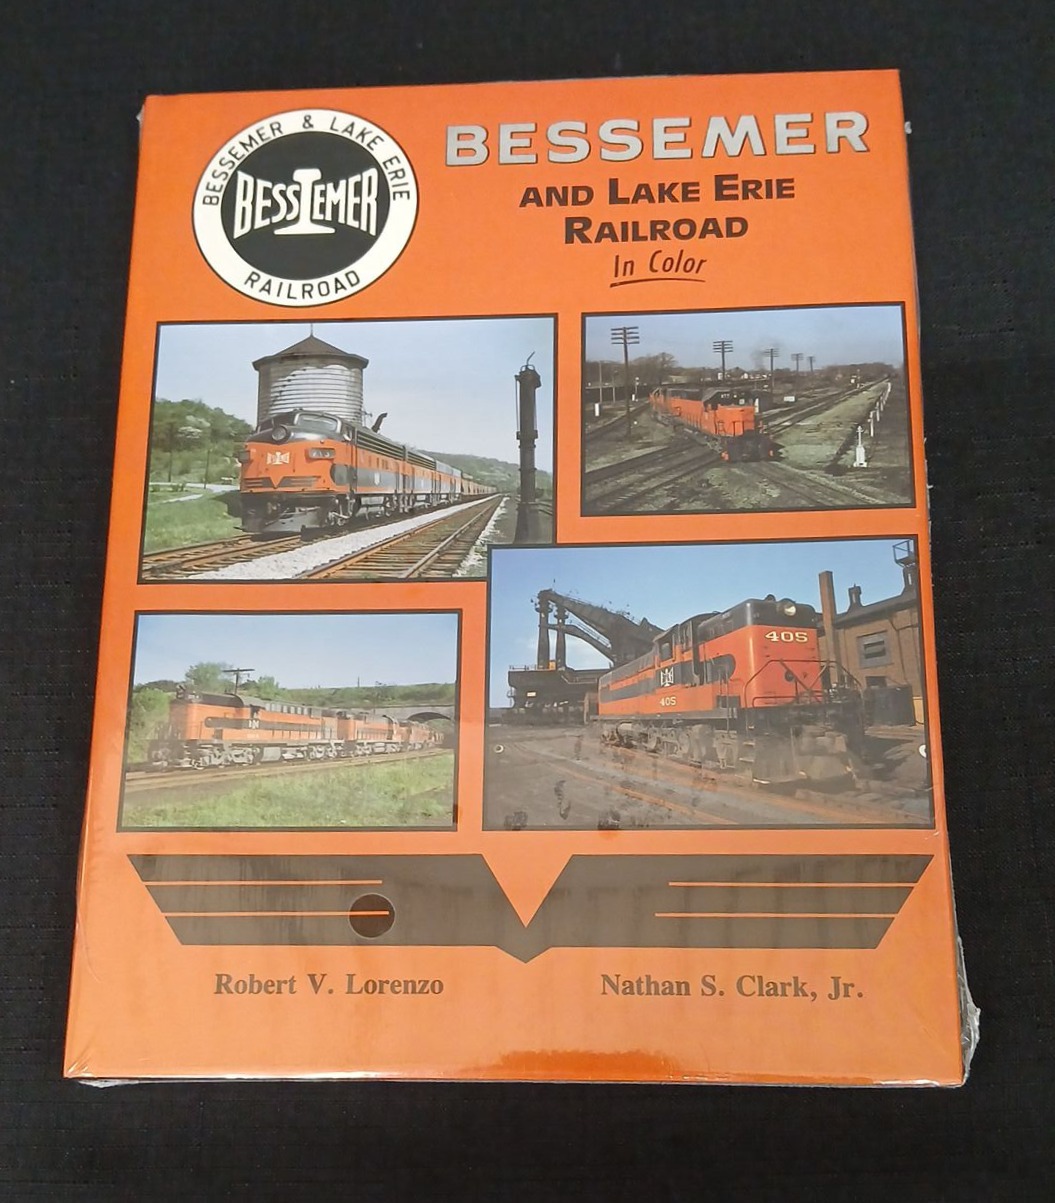 BESSEMER & LAKE ERIE
BESSEMER
RAILROAD
BESSEMER
AND LAKE ERIE
RAILROAD
In Color
405
405
Robert V. Lorenzo
Nathan S. Clark, Jr.